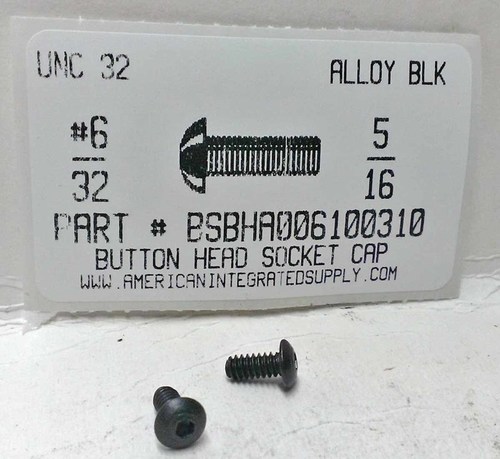 UNC 32 ALLOY BLK
#6 5
32 16
PART # BSBHA006100310
BUTTON HEAD SOCKET CAP
WWW.AMERICANINTEGRATEDSUPPLY.COM